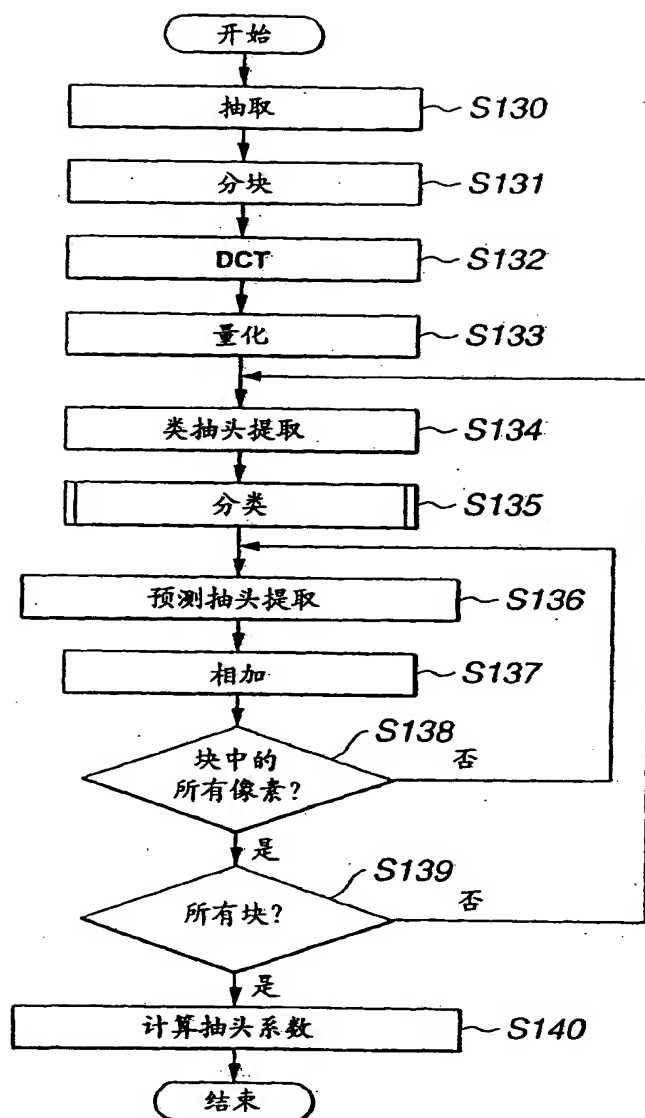 开始
抽取 S130
分块 S131
DCT S132
量化 S133
类抽头提取 S134
分类 S135
预测抽头提取 S136
相加 S137
S138
块中的
所有像素?
否
是
S139
所有块?
否
是
计算抽头系数 S140
结束